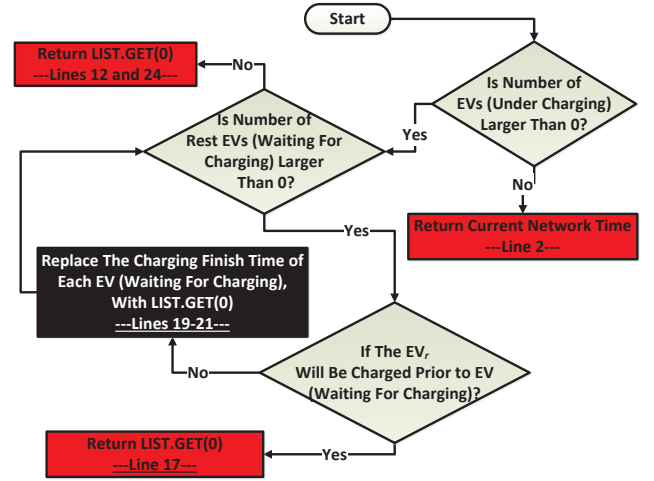 Start
Is Number of
EVs (Under Charging)
Larger Than 0?
No
Return Current Network Time
---Line 2---
Yes
Is Number of
Rest EVs (Waiting For
Charging) Larger
Than 0?
No
Return LIST.GET(0)
---Lines 12 and 24---
Yes
If The EVr
Will Be Charged Prior to EV
(Waiting For Charging)?
No
Replace The Charging Finish Time of
Each EV (Waiting For Charging),
With LIST.GET(0)
---Lines 19-21---
Yes
Return LIST.GET(0)
---Line 17---